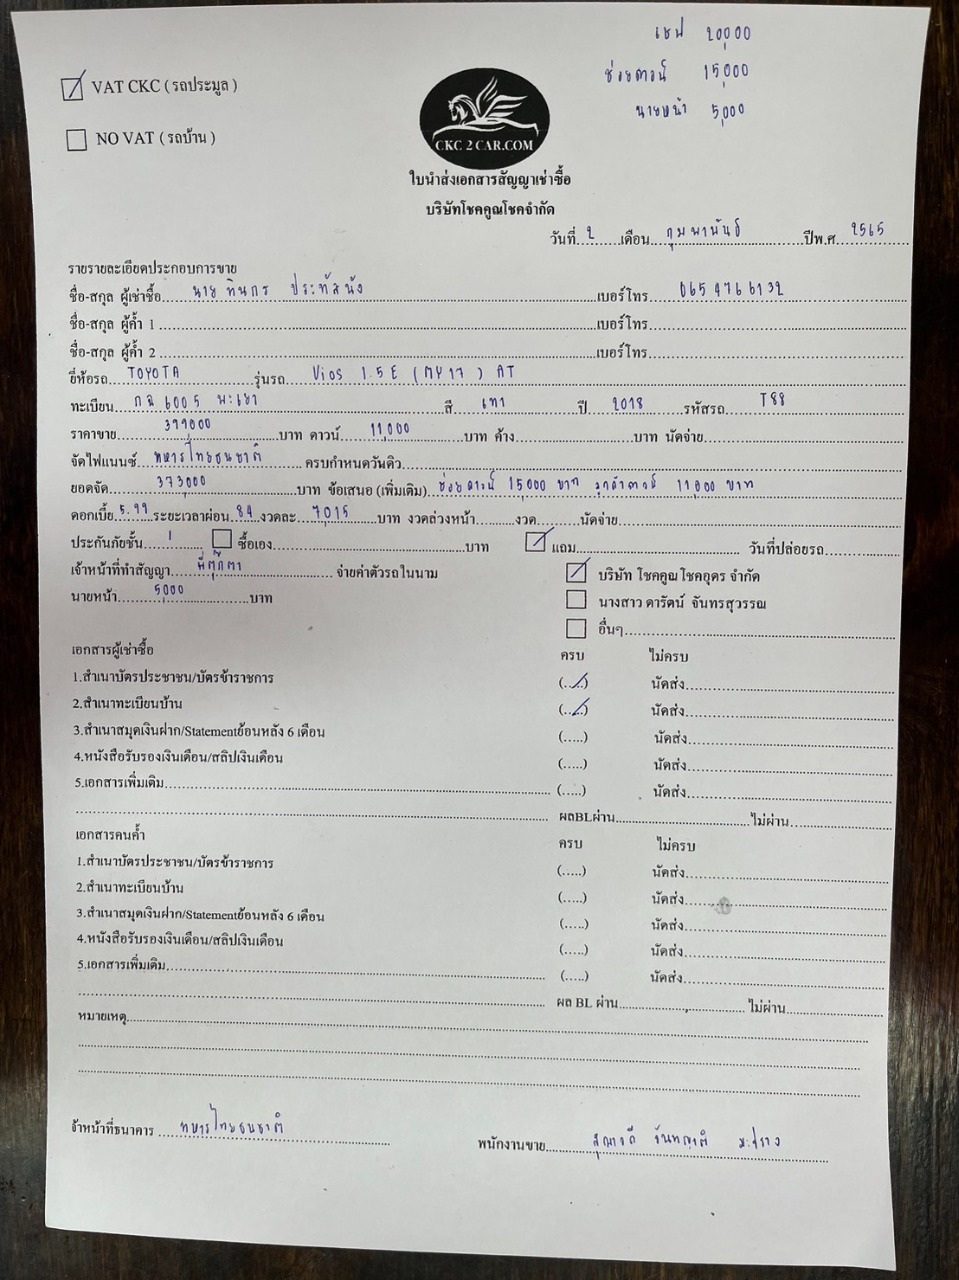 เชฟ 20,000
ช่วยดาวน์ 15,000
นายหน้า 5,000
VAT CKC ( รถประมูล )
NO VAT ( รถบ้าน )
CKC 2 CAR.COM
ใบนำส่งเอกสารสัญญาเช่าซื้อ
บริษัทโชคคูณโชคจำกัด
วันที่ 2 เดือน กุมพาพันธ์ ปีพ.ศ. 2565
รายรายละเอียดประกอบการขาย
ชื่อ-สกุล ผู้เช่าซื้อ นาย ทินกร ประทัสนัง เบอร์โทร 0654766132
ชื่อ-สกุล ผู้ค้ำ 1 เบอร์โทร
ชื่อ-สกุล ผู้ค้ำ 2 เบอร์โทร
ยี่ห้อรถ TOYOTA รุ่นรถ Vios 1.5 E (MY17) AT
ทะเบียน กฉ 6005 พะเยา สี เทา ปี 2018 รหัสรถ T88
ราคาขาย 399,000 บาท ดาวน์ 11,000 บาท ค้าง บาท นัดจ่าย
จัดไฟแนนซ์ ทหารไทยธนชาติ ครบกำหนดวันดิว
ยอดจัด 373,000 บาท ข้อเสนอ (เพิ่มเติม) ช่วยดาวน์ 15,000 บาท ลูกค้าดาวน์ 11,000 บาท
ดอกเบี้ย 5.99 ระยะเวลาผ่อน 84 งวดละ 7,015 บาท งวดล่วงหน้า งวด นัดจ่าย
ประกันภัยชั้น 1 ซื้อเอง บาท แถม วันที่ปล่อยรถ
เจ้าหน้าที่ทำสัญญา พี่ตุ๊กตา จ่ายค่าตัวรถในนาม บริษัท โชคคูณโชคอุดร จำกัด
นายหน้า 5,000 บาท นางสาว ดารัตน์ จันทรสุวรรณ
อื่นๆ
เอกสารผู้เช่าซื้อ ครบ ไม่ครบ
1.สำเนาบัตรประชาชน/บัตรข้าราชการ (.....) นัดส่ง
2.สำเนาทะเบียนบ้าน (.....) นัดส่ง
3.สำเนาสมุดเงินฝาก/Statementย้อนหลัง 6 เดือน (.....) นัดส่ง
4.หนังสือรับรองเงินเดือน/สลิปเงินเดือน (.....) นัดส่ง
5.เอกสารเพิ่มเติม (.....) นัดส่ง
ผลBLผ่าน ไม่ผ่าน
เอกสารคนค้ำ ครบ ไม่ครบ
1.สำเนาบัตรประชาชน/บัตรข้าราชการ (.....) นัดส่ง
2.สำเนาทะเบียนบ้าน (.....) นัดส่ง
3.สำเนาสมุดเงินฝาก/Statementย้อนหลัง 6 เดือน (.....) นัดส่ง
4.หนังสือรับรองเงินเดือน/สลิปเงินเดือน (.....) นัดส่ง
5.เอกสารเพิ่มเติม (.....) นัดส่ง
ผล BL ผ่าน ไม่ผ่าน
หมายเหตุ
จ้าหน้าที่ธนาคาร ทหารไทยธนชาติ
พนักงานขาย